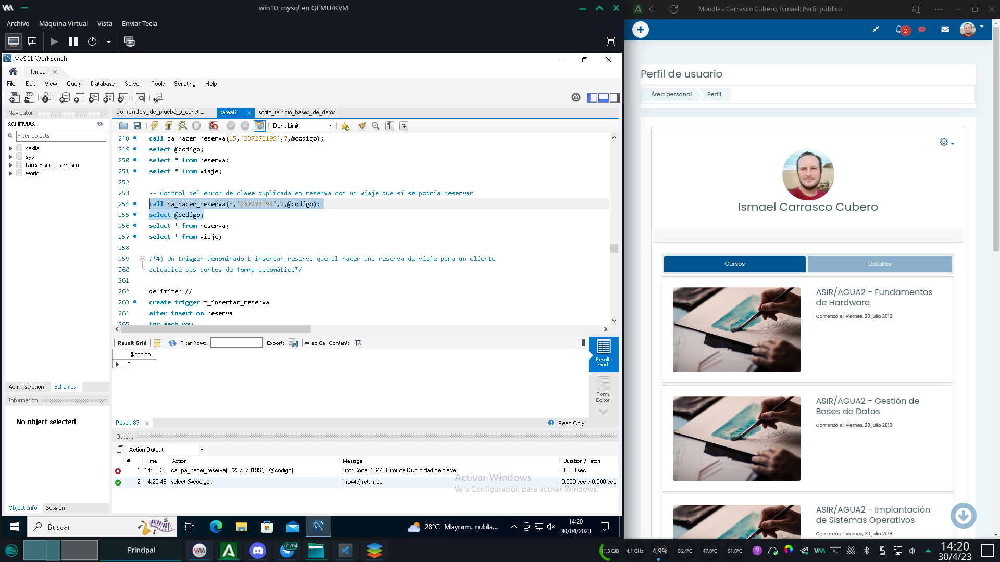 win10_mysql en QEMU/KVM
Archivo Máquina Virtual Vista Enviar Tecla
MySQL Workbench
Ismael
File Edit View Query Database Server Tools Scripting Help
Navigator
SCHEMAS
Filter objects
sakila
sys
tarea5ismaelcarrasco
world
Administration Schemas
Information
No object selected
Object Info Session
comandos_de_prueba_y_constr... tarea6 scritp_reinicio_bases_de_datos
Don't Limit
248 call pa_hacer_reserva(15,'23727319S',7,@codigo);
249 select @codigo;
250 select * from reserva;
251 select * from viaje;
252
253 -- Control del error de clave duplicada en reserva con un viaje que sí se podría reservar
254 call pa_hacer_reserva(3,'23727319S',2,@codigo);
255 select @codigo;
256 select * from reserva;
257 select * from viaje;
258
259 /*4) Un trigger denominado t_insertar_reserva que al hacer una reserva de viaje para un cliente
260 actualice sus puntos de forma automática*/
261
262 delimiter //
263 create trigger t_insertar_reserva
264 after insert on reserva
265 for each row
Result Grid Filter Rows: Export: Wrap Cell Content:
@codigo
0
Result Grid
Form Editor
Result 87
Read Only
Output
Action Output
# Time Action Message Duration / Fetch
1 14:20:39 call pa_hacer_reserva(3,'23727319S',2,@codigo) Error Code: 1644. Error de Duplicidad de clave 0.000 sec
2 14:20:48 select @codigo 1 row(s) returned 0.000 sec / 0.000 sec
Activar Windows
Ve a Configuración para activar Windows.
Buscar
28°C Mayorm. nubla...
14:20
30/04/2023
Moodle - Carrasco Cubero, Ismael: Perfil público
2
Perfil de usuario
Área personal Perfil
Ismael Carrasco Cubero
Cursos Detalles
ASIR/AGUA2 - Fundamentos
de Hardware
Comenzó el: viernes, 20 julio 2018
ASIR/AGUA2 - Gestión de
Bases de Datos
Comenzó el: viernes, 20 julio 2018
ASIR/AGUA2 - Implantación
de Sistemas Operativos
Comenzó el: viernes, 20 julio 2018
Principal
7.704
11,3 GiB 4,1 GHz 4,9% 56,4°C 47,0°C 51,0°C
14:20
30/4/23